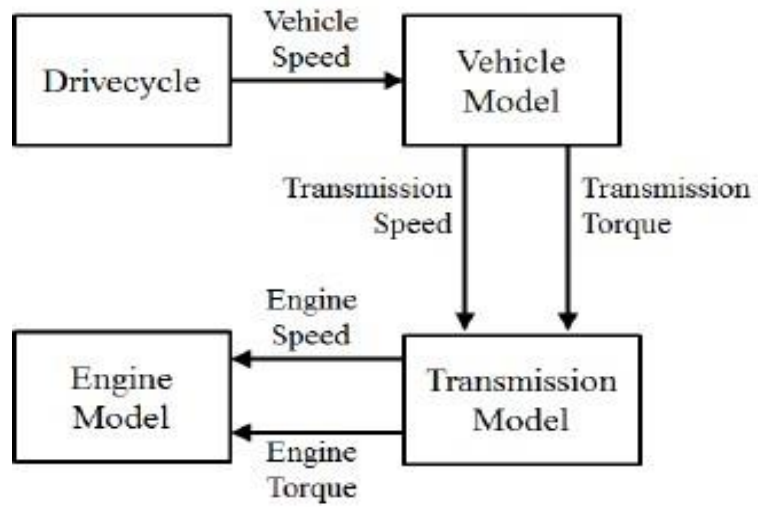 Drivecycle
Vehicle
Speed
Vehicle
Model
Transmission
Speed
Transmission
Torque
Engine
Speed
Engine
Model
Transmission
Model
Engine
Torque